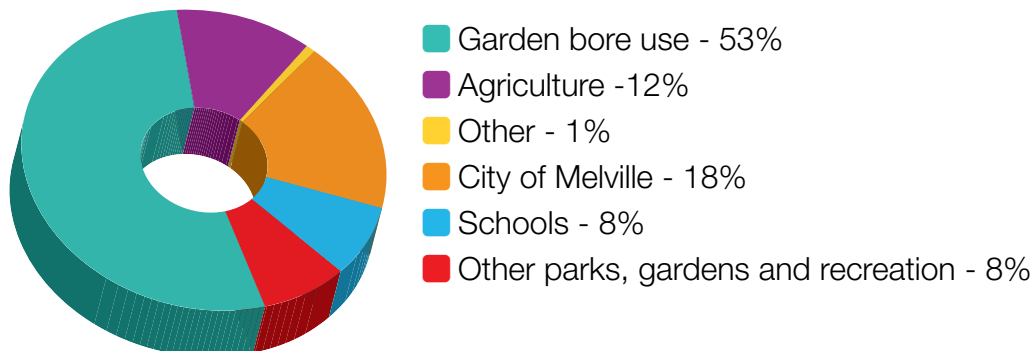 Garden bore use - 53%
Agriculture -12%
Other - 1%
City of Melville - 18%
Schools - 8%
Other parks, gardens and recreation - 8%